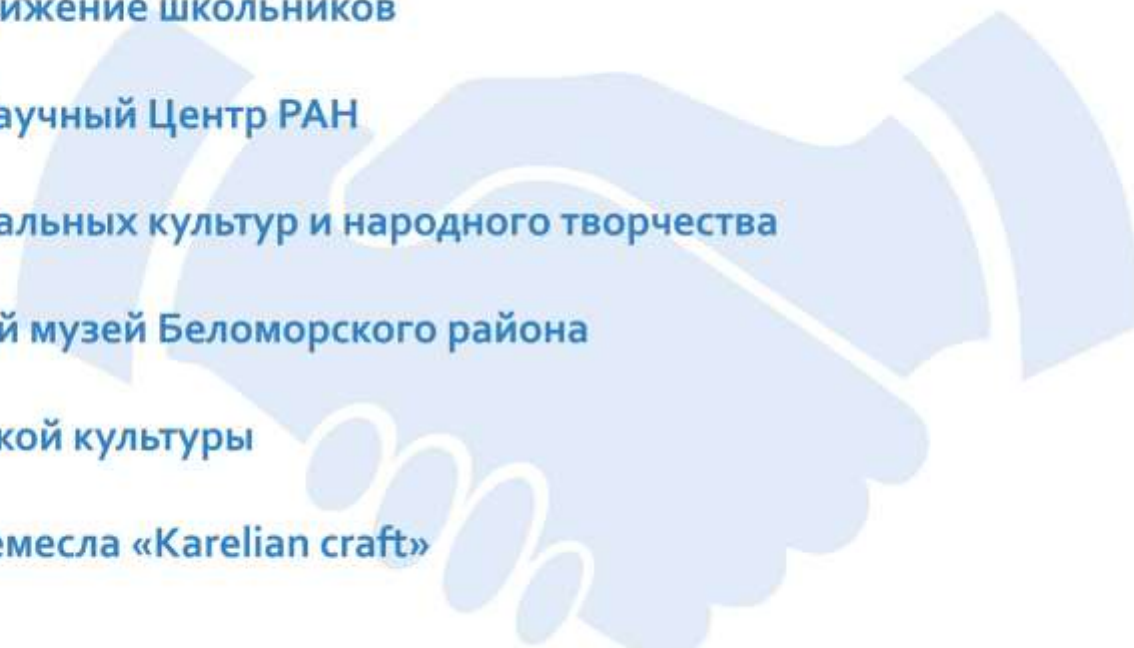 ижение школьников
аучный Центр РАН
альных культур и народного творчества
й музей Беломорского района
кой культуры
емесла «Karelian craft»